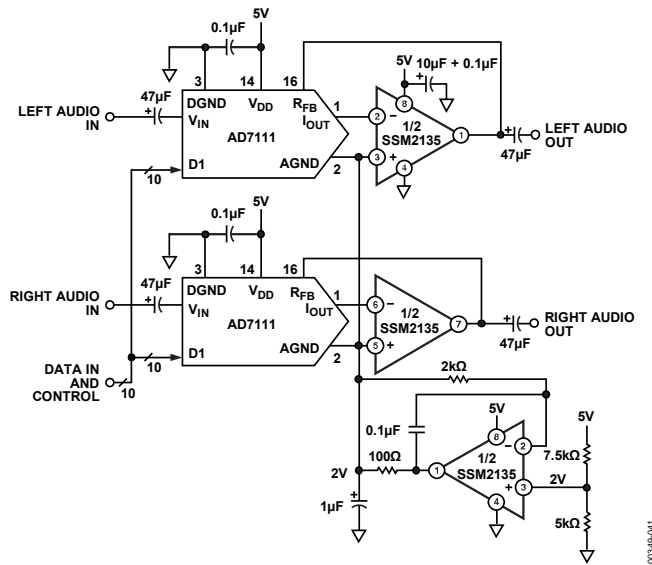 5V
0.1µF
3
14
16
47µF
LEFT AUDIO
IN
DGND
VDD
RFB
VIN
IOUT
AD7111
D1
AGND
10
1
2
5V
10µF + 0.1µF
8
2
–
1/2
SSM2135
1
3
+
4
47µF
LEFT AUDIO
OUT
5V
0.1µF
3
14
16
47µF
RIGHT AUDIO
IN
DGND
VDD
RFB
VIN
IOUT
AD7111
D1
AGND
10
1
2
DATA IN
AND
CONTROL
10
6
–
1/2
SSM2135
7
5
+
47µF
RIGHT AUDIO
OUT
2kΩ
0.1µF
5V
8
2
–
5V
7.5kΩ
100Ω
1/2
SSM2135
2V
1
3
+
2V
4
1µF
5kΩ
00349-041